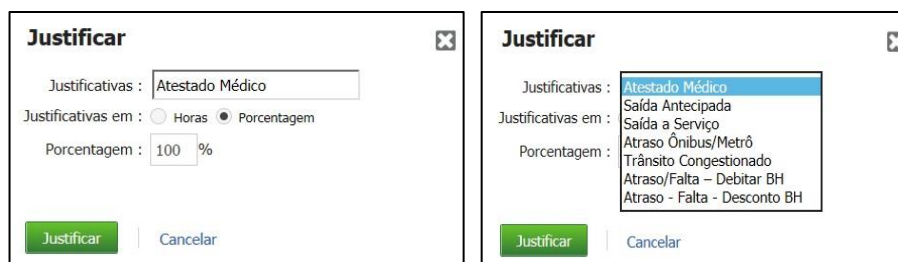 Justificar
Justificativas : Atestado Médico
Justificativas em : Horas Porcentagem
Porcentagem : 100 %
Justificar Cancelar
Justificar
Justificativas : Atestado Médico
Saída Antecipada
Justificativas em :
Saída a Serviço
Atraso Ônibus/Metrô
Porcentagem :
Trânsito Congestionado
Atraso/Falta – Debitar BH
Atraso - Falta - Desconto BH
Justificar Cancelar